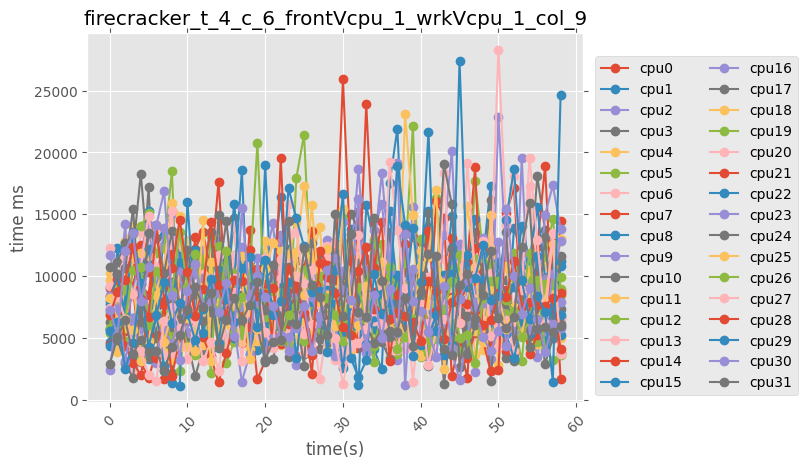 firecracker_t_4_c_6_frontVcpu_1_wrkVcpu_1_col_9
time ms
25000
20000
15000
10000
5000
0
0
10
20
30
40
50
60
time(s)
cpu0
cpu1
cpu2
cpu3
cpu4
cpu5
cpu6
cpu7
cpu8
cpu9
cpu10
cpu11
cpu12
cpu13
cpu14
cpu15
cpu16
cpu17
cpu18
cpu19
cpu20
cpu21
cpu22
cpu23
cpu24
cpu25
cpu26
cpu27
cpu28
cpu29
cpu30
cpu31